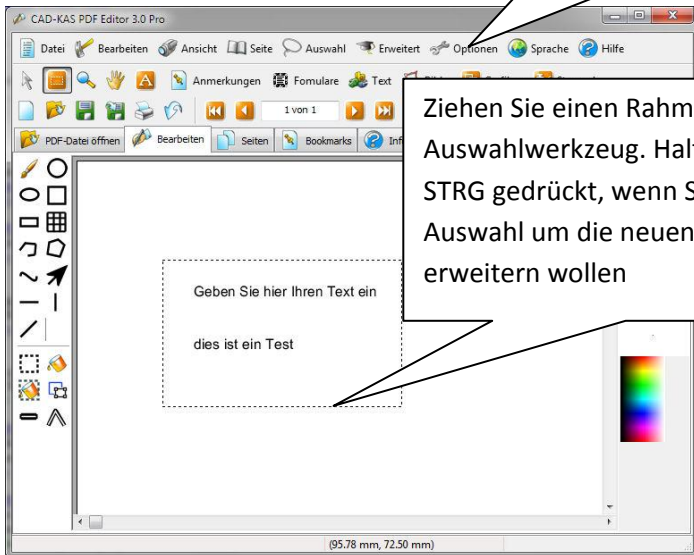 CAD-KAS PDF Editor 3.0 Pro
Datei Bearbeiten Ansicht Seite Auswahl Erweitert Optionen Sprache Hilfe
Anmerkungen Fomulare Text
1 von 1
PDF-Datei öffnen Bearbeiten Seiten Bookmarks Inf
Ziehen Sie einen Rahm
Auswahlwerkzeug. Halt
STRG gedrückt, wenn S
Auswahl um die neuen
erweitern wollen
Geben Sie hier Ihren Text ein
dies ist ein Test
(95.78 mm, 72.50 mm)